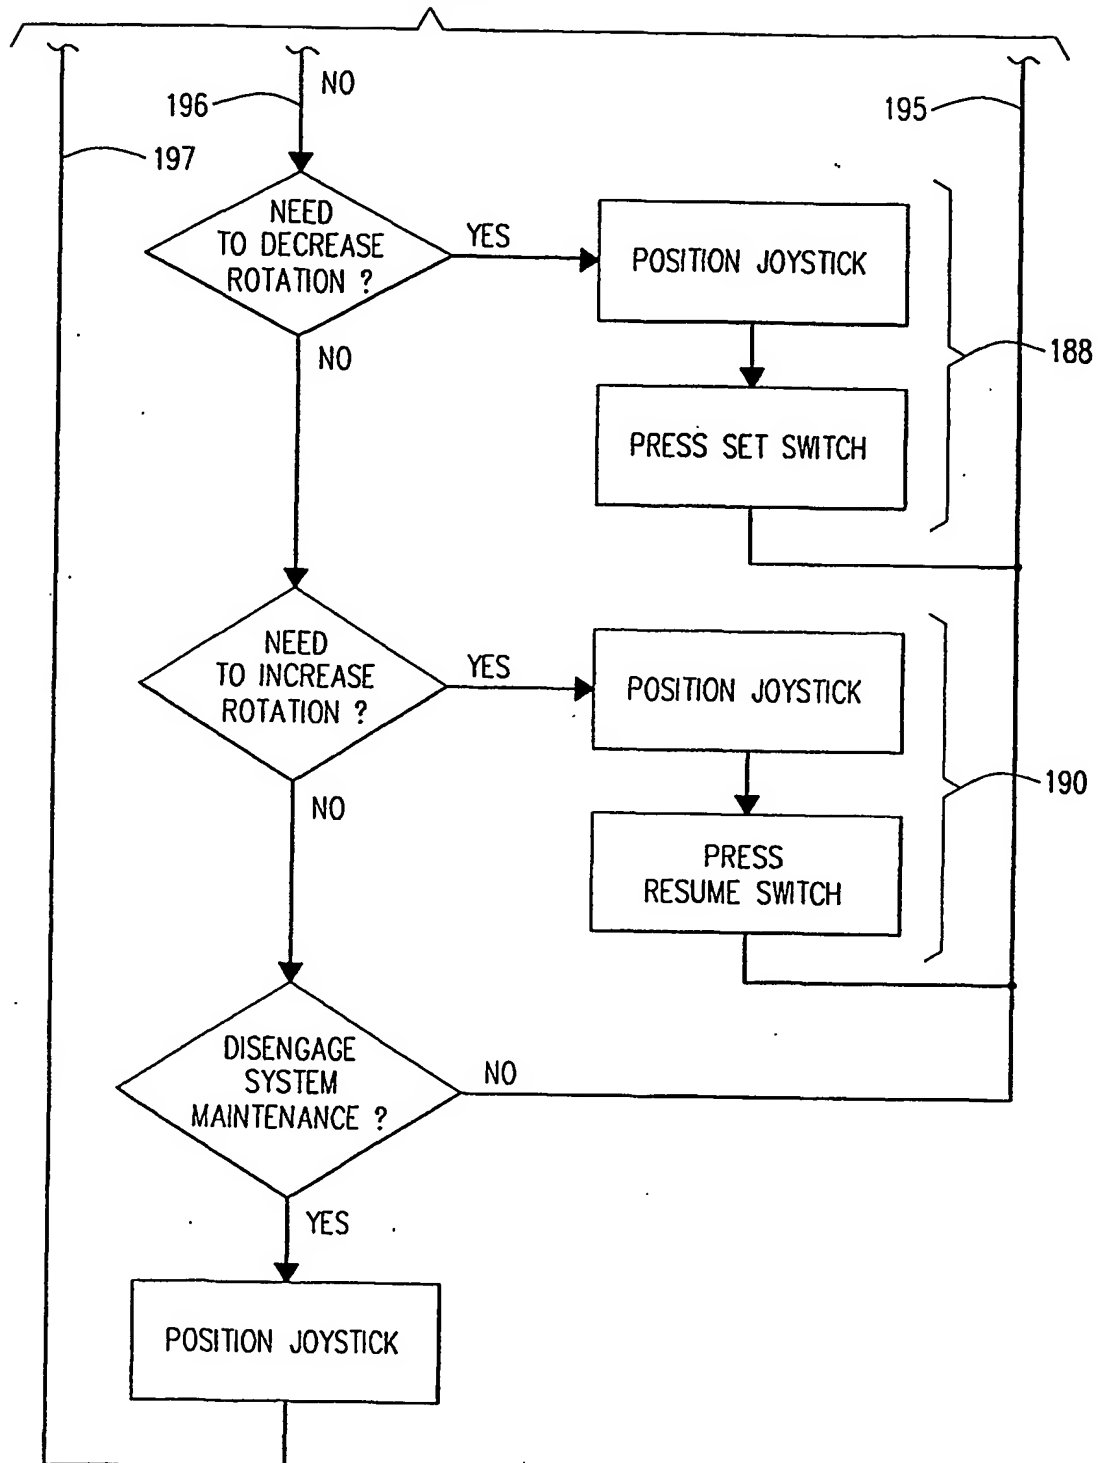 NO
196
195
197
NEED
TO DECREASE
ROTATION ?
YES
POSITION JOYSTICK
188
NO
PRESS SET SWITCH
NEED
TO INCREASE
ROTATION ?
YES
POSITION JOYSTICK
190
NO
PRESS
RESUME SWITCH
DISENGAGE
SYSTEM
MAINTENANCE ?
NO
YES
POSITION JOYSTICK